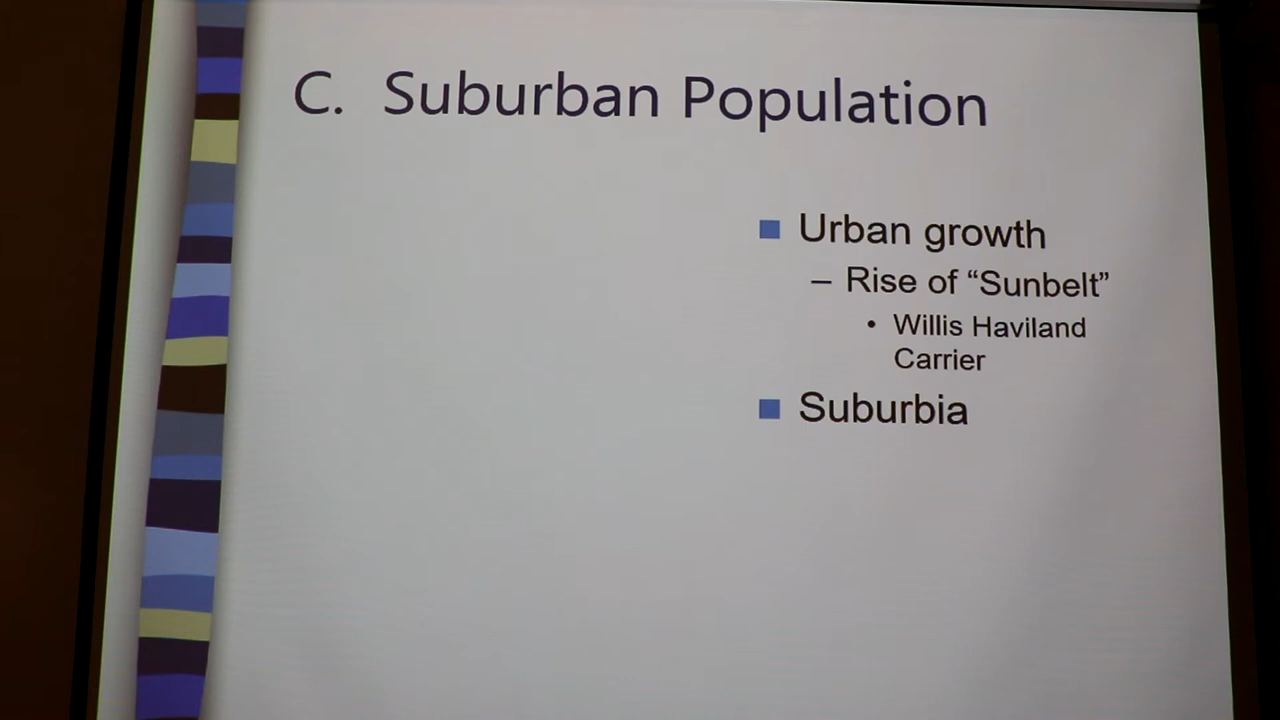 C. Suburban Population
■ Urban growth
– Rise of “Sunbelt”
• Willis Haviland
Carrier
■ Suburbia